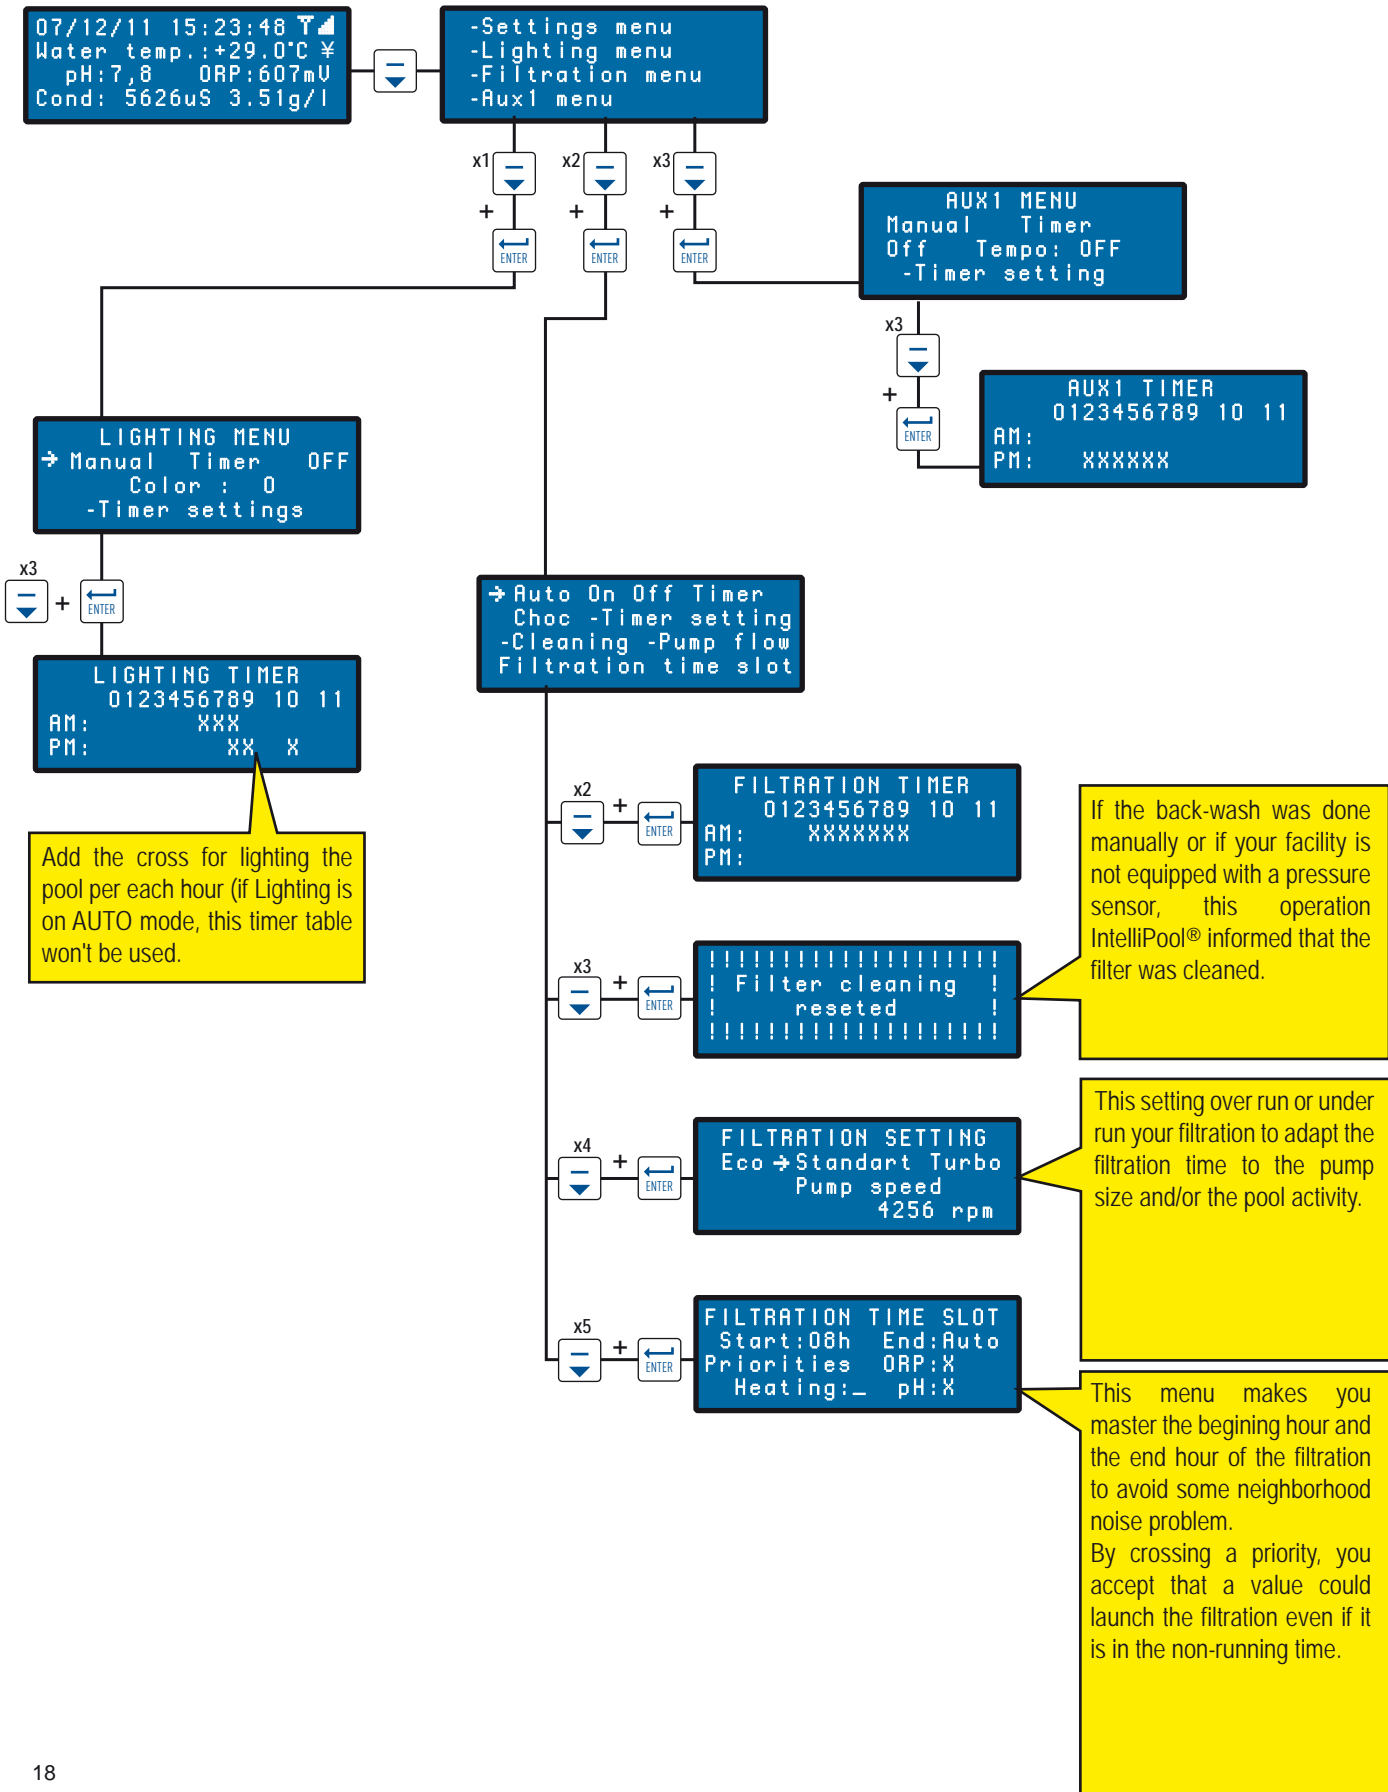 07/12/11 15:23:48
Water temp.:+29.0°C ¥
pH:7,8 ORP:607mV
Cond: 5626uS 3.51g/l
-Settings menu
-Lighting menu
-Filtration menu
-Aux1 menu
x1
x2
x3
+
+
+
ENTER
ENTER
ENTER
AUX1 MENU
Manual Timer
Off Tempo: OFF
-Timer setting
x3
+
ENTER
AUX1 TIMER
0123456789 10 11
AM:
PM: XXXXXX
LIGHTING MENU
→Manual Timer OFF
Color : 0
-Timer settings
x3
+
ENTER
LIGHTING TIMER
0123456789 10 11
AM: XXX
PM: XX X
Add the cross for lighting the
pool per each hour (if Lighting is
on AUTO mode, this timer table
won't be used.
→Auto On Off Timer
Choc -Timer setting
-Cleaning -Pump flow
Filtration time slot
x2
+
ENTER
FILTRATION TIMER
0123456789 10 11
AM: XXXXXXX
PM:
If the back-wash was done
manually or if your facility is
not equipped with a pressure
sensor, this operation
IntelliPool® informed that the
filter was cleaned.
x3
+
ENTER
!!!!!!!!!!!!!!!!!!!!
! Filter cleaning !
! reseted !
!!!!!!!!!!!!!!!!!!!!
x4
+
ENTER
FILTRATION SETTING
Eco →Standart Turbo
Pump speed
4256 rpm
This setting over run or under
run your filtration to adapt the
filtration time to the pump
size and/or the pool activity.
x5
+
ENTER
FILTRATION TIME SLOT
Start:08h End:Auto
Priorities ORP:X
Heating:_ pH:X
This menu makes you
master the begining hour and
the end hour of the filtration
to avoid some neighborhood
noise problem.
By crossing a priority, you
accept that a value could
launch the filtration even if it
is in the non-running time.
18